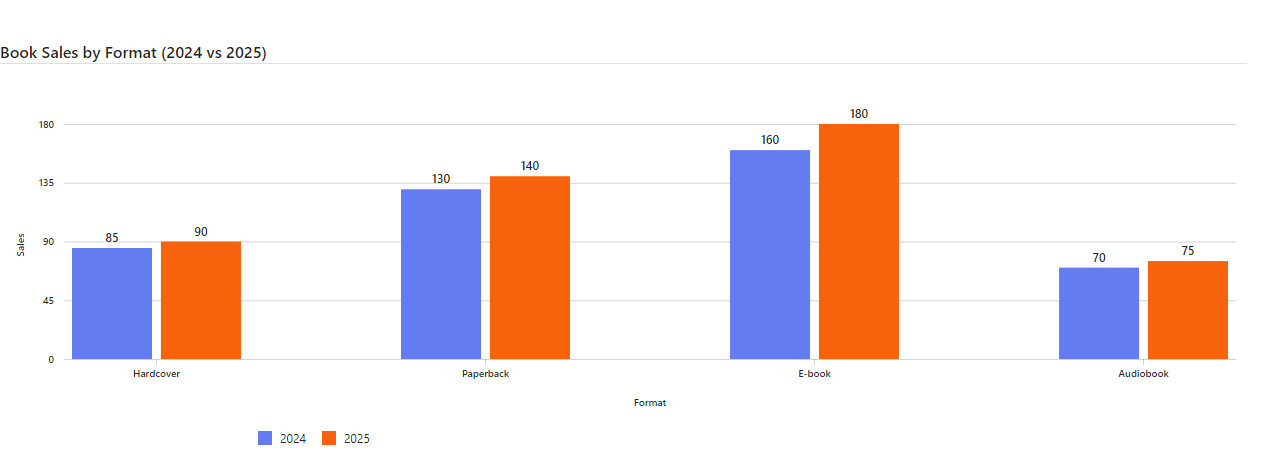 Book Sales by Format (2024 vs 2025)
180
135
90
45
0
Sales
85
90
130
140
160
180
70
75
Hardcover
Paperback
E-book
Audiobook
Format
2024
2025